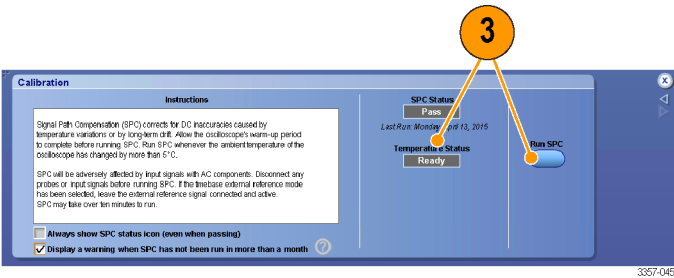 3
Calibration
Instructions
Signal Path Compensation (SPC) corrects for DC inaccuracies caused by
temperature variations or by long-term drift. Allow the oscilloscope's warm-up period
to complete before running SPC. Run SPC whenever the ambient temperature of the
oscilloscope has changed by more than 5°C.
SPC will be adversely affected by input signals with AC components. Disconnect any
probes or input signals before running SPC. If the timebase external reference mode
has been selected, leave the external reference signal connected and active.
SPC may take over ten minutes to run.
Always show SPC status icon (even when passing)
Display a warning when SPC has not been run in more than a month
SPC Status
Pass
Last Run: Monday, April 13, 2015
Temperature Status
Ready
Run SPC
3357-045